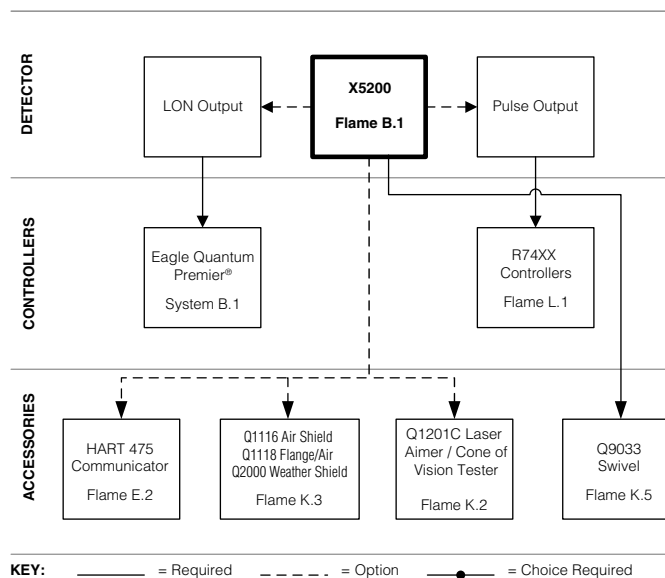 DETECTOR
LON Output
X5200
Flame B.1
Pulse Output
CONTROLLERS
Eagle Quantum
Premier®
System B.1
R74XX
Controllers
Flame L.1
ACCESSORIES
HART 475
Communicator
Flame E.2
Q1116 Air Shield
Q1118 Flange/Air
Q2000 Weather Shield
Flame K.3
Q1201C Laser
Aimer / Cone of
Vision Tester
Flame K.2
Q9033
Swivel
Flame K.5
KEY: = Required = Option = Choice Required